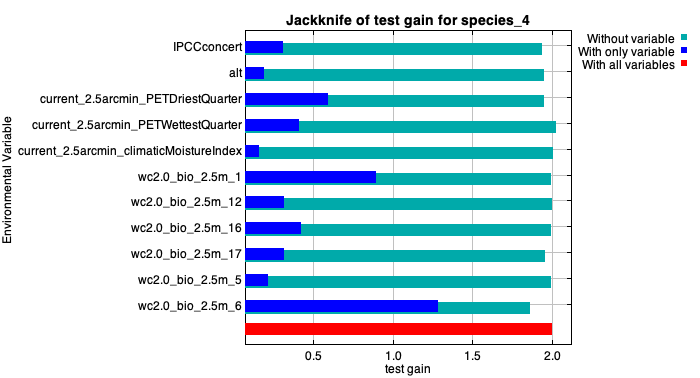 Jackknife of test gain for species_4
Without variable
With only variable
With all variables
Environmental Variable
IPCCconcert
alt
current_2.5arcmin_PETDriestQuarter
current_2.5arcmin_PETWettestQuarter
current_2.5arcmin_climaticMoistureIndex
wc2.0_bio_2.5m_1
wc2.0_bio_2.5m_12
wc2.0_bio_2.5m_16
wc2.0_bio_2.5m_17
wc2.0_bio_2.5m_5
wc2.0_bio_2.5m_6
0.5 1.0 1.5 2.0
test gain